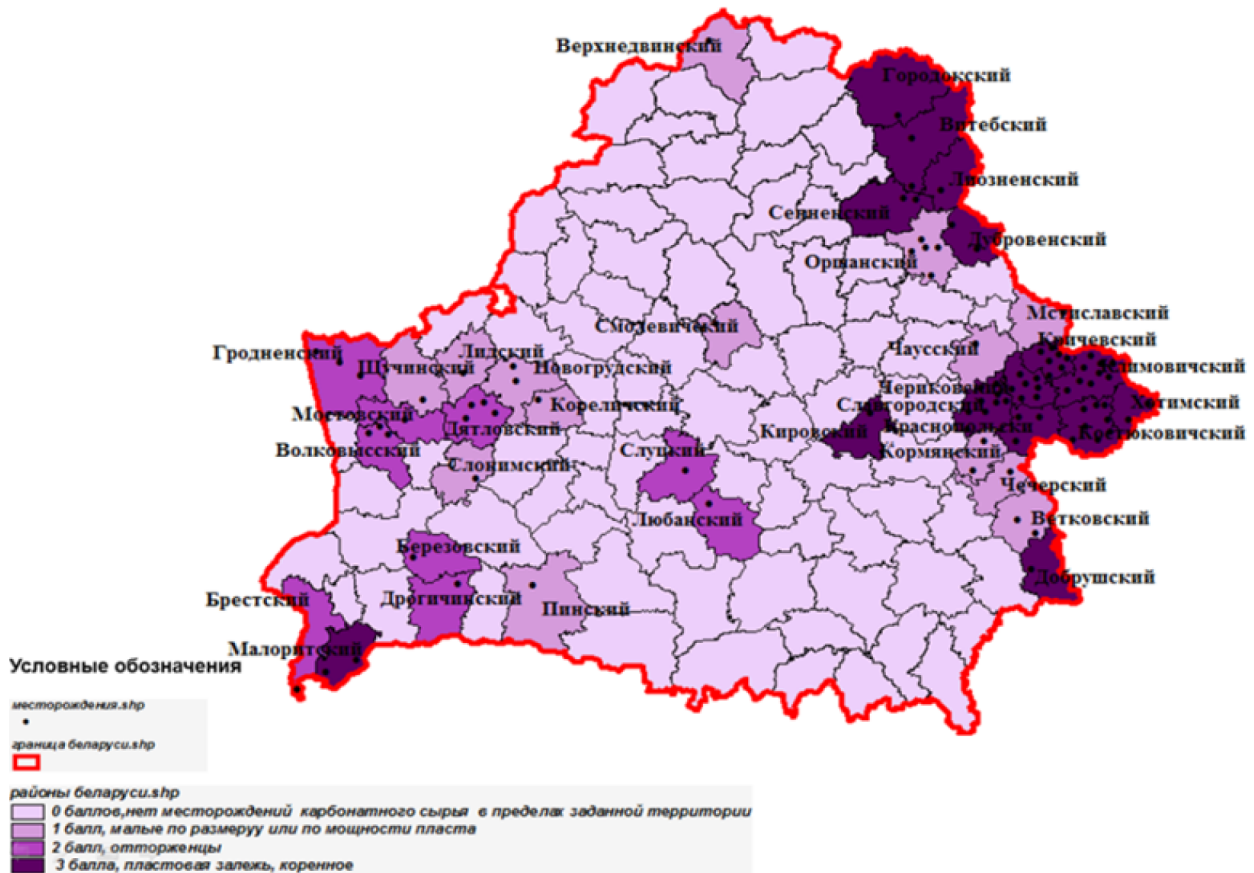 Верхнедвинский
Городокский
Витебский
Лиозненский
Сенненский
Дубровенский
Оршанский
Мстиславский
Смолевичский
Кричевский
Чаусский
Гродненский
Лидский
Щучинский
Новогрудский
Хотимский
Мостовский
Кореличский
Славгородский
Дятловский
Кировский
Краснопольски
Костюковичский
Волковысский
Слуцкий
Кормянский
Слонимский
Чечерский
Любанский
Ветковский
Березовский
Добрушский
Брестский
Дрогичинский
Пинский
Малоритский
Условные обозначения
месторождения.shp
граница беларуси.shp
районы беларуси.shp
0 баллов,нет месторождений карбонатного сырья в пределах заданной территории
1 балл, малые по размеруу или по мощности пласта
2 балл, отторженцы
3 балла, пластовая залежь, коренное